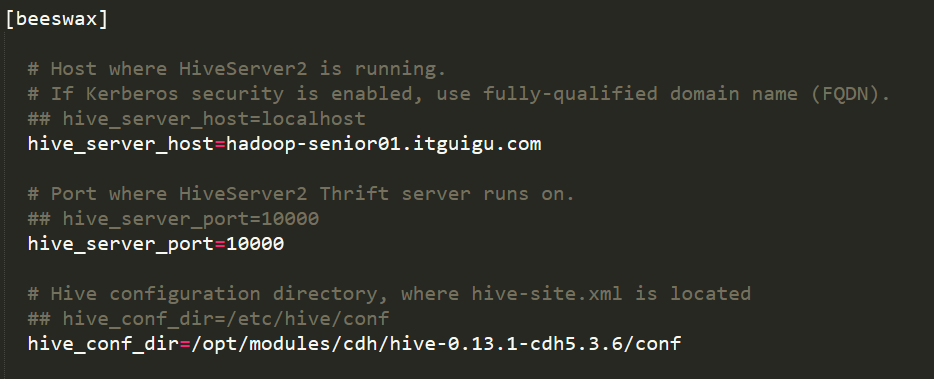 [beeswax]
# Host where HiveServer2 is running.
# If Kerberos security is enabled, use fully-qualified domain name (FQDN).
## hive_server_host=localhost
hive_server_host=hadoop-senior01.itguigu.com
# Port where HiveServer2 Thrift server runs on.
## hive_server_port=10000
hive_server_port=10000
# Hive configuration directory, where hive-site.xml is located
## hive_conf_dir=/etc/hive/conf
hive_conf_dir=/opt/modules/cdh/hive-0.13.1-cdh5.3.6/conf